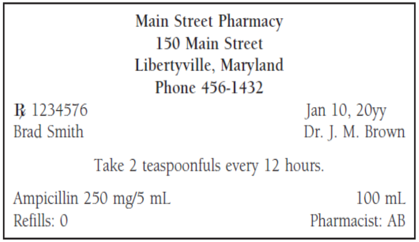 Main Street Pharmacy
150 Main Street
Libertyville, Maryland
Phone 456-1432
℞ 1234576 Jan 10, 20yy
Brad Smith Dr. J. M. Brown
Take 2 teaspoonfuls every 12 hours.
Ampicillin 250 mg/5 mL 100 mL
Refills: 0 Pharmacist: AB